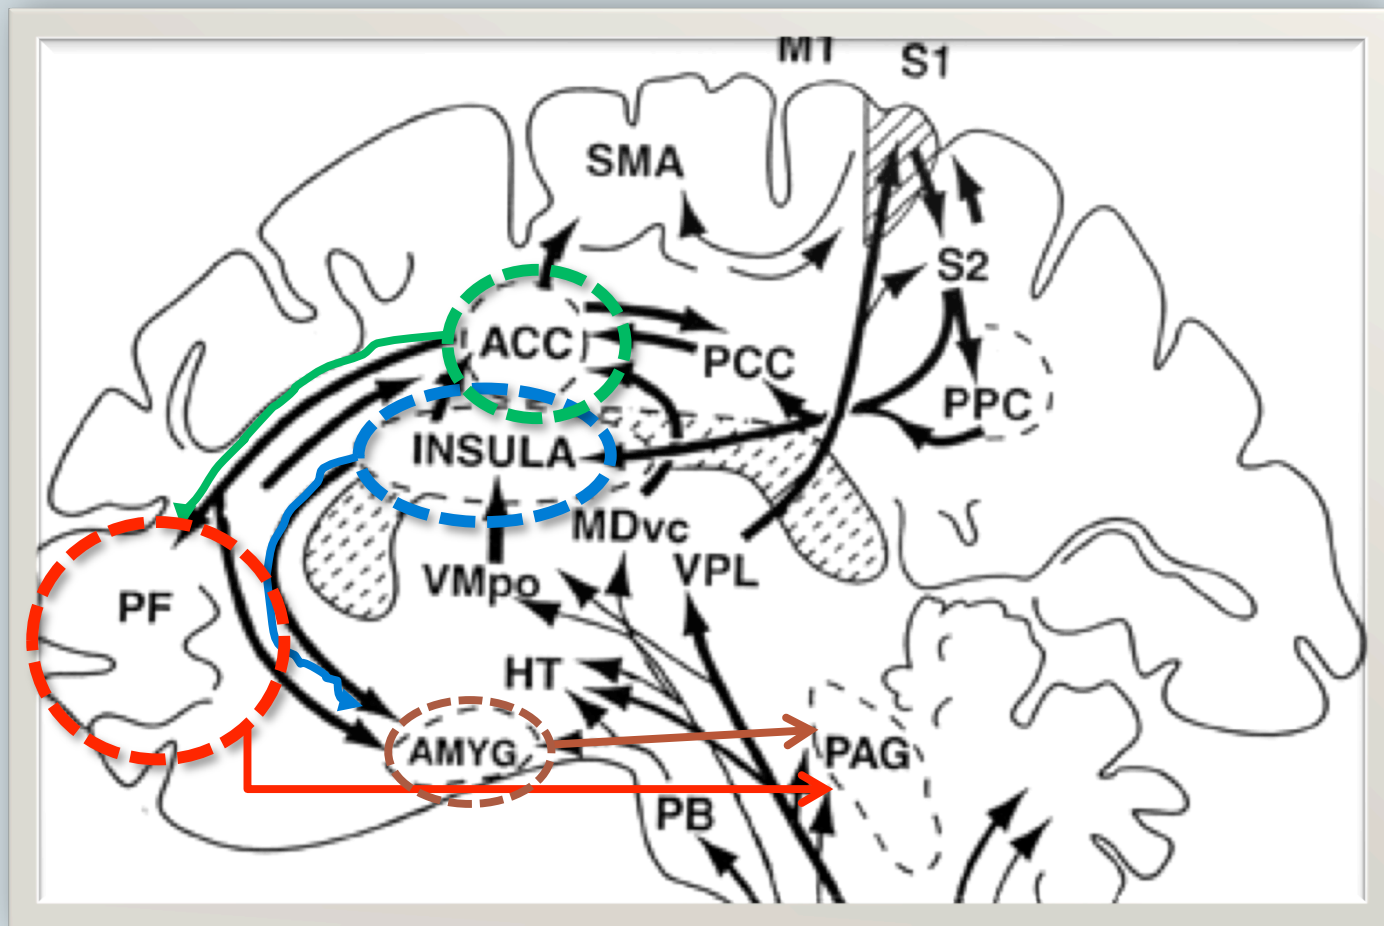 M1
S1
SMA
S2
ACC
PCC
PPC
INSULA
MDvc
VPL
VMpo
PF
HT
AMYG
PAG
PB